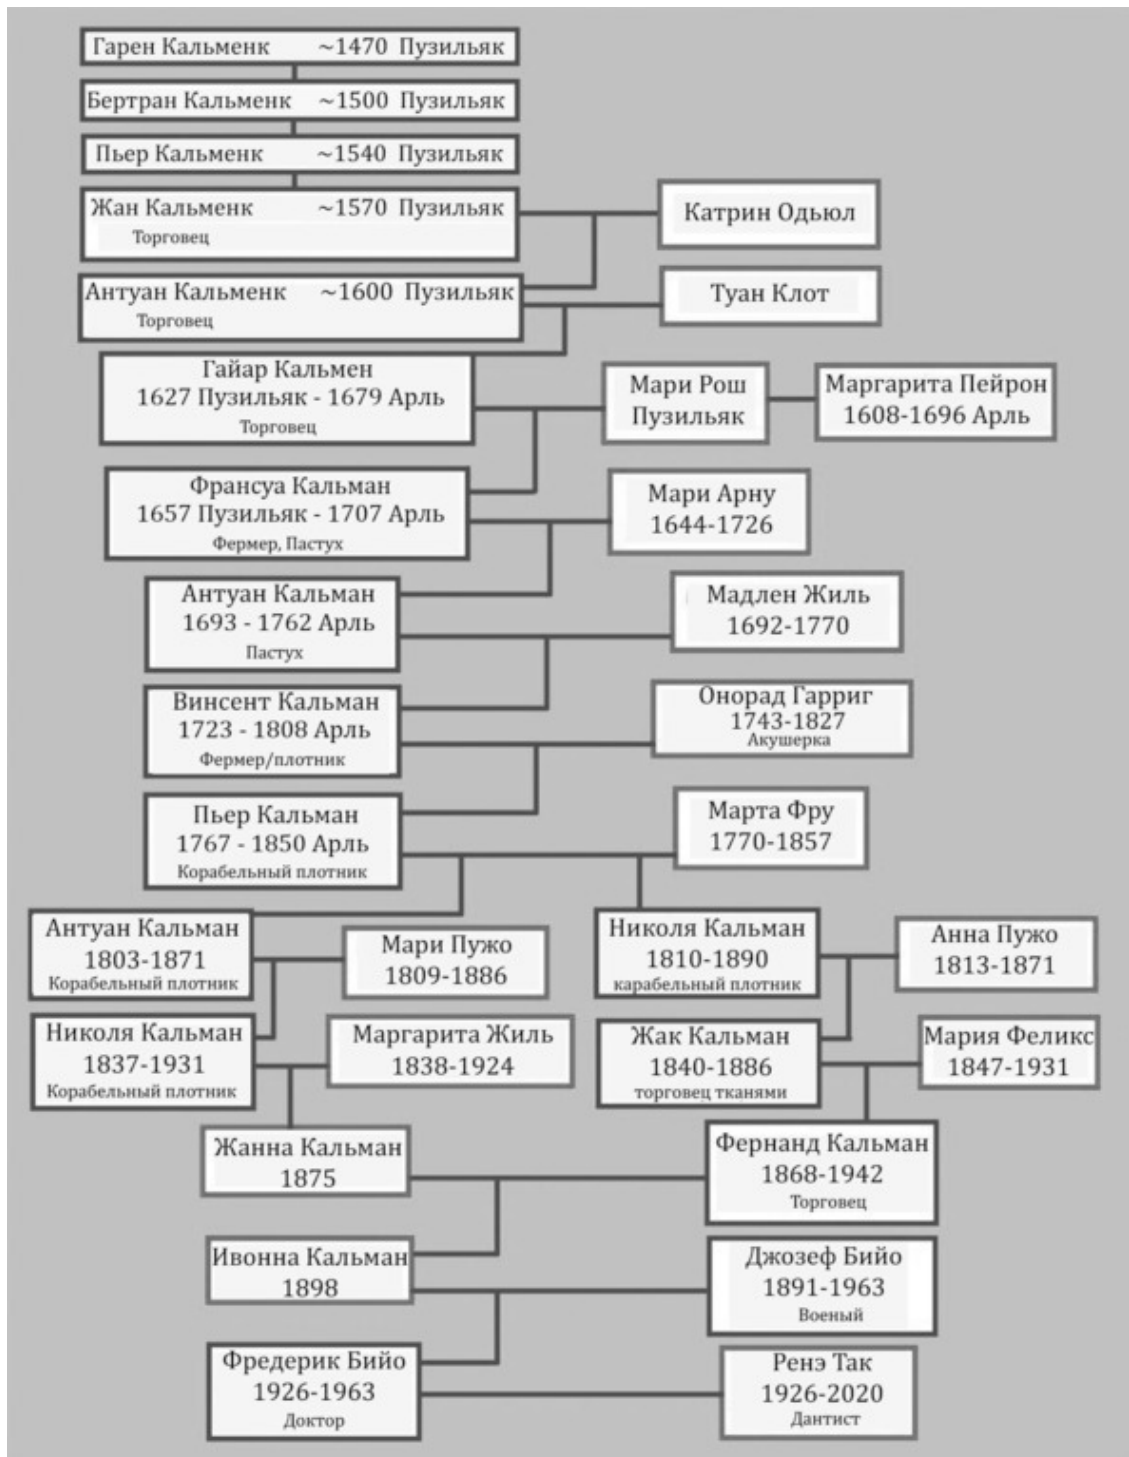 Гарен Кальменк ~1470 Пузильяк
Бертран Кальменк ~1500 Пузильяк
Пьер Кальменк ~1540 Пузильяк
Жан Кальменк ~1570 Пузильяк
Торговец
Катрин Одьюл
Антуан Кальменк ~1600 Пузильяк
Торговец
Туан Клот
Гайар Кальмен
1627 Пузильяк - 1679 Арль
Торговец
Мари Рош
Пузильяк
Маргарита Пейрон
1608-1696 Арль
Франсуа Кальман
1657 Пузильяк - 1707 Арль
Фермер, Пастух
Мари Арну
1644-1726
Антуан Кальман
1693 - 1762 Арль
Пастух
Мадлен Жиль
1692-1770
Винсент Кальман
1723 - 1808 Арль
Фермер/плотник
Онорад Гарриг
1743-1827
Акушерка
Пьер Кальман
1767 - 1850 Арль
Корабельный плотник
Марта Фру
1770-1857
Антуан Кальман
1803-1871
Корабельный плотник
Мари Пужо
1809-1886
Николя Кальман
1810-1890
карабельный плотник
Анна Пужо
1813-1871
Николя Кальман
1837-1931
Корабельный плотник
Маргарита Жиль
1838-1924
Жак Кальман
1840-1886
торговец тканями
Мария Феликс
1847-1931
Жанна Кальман
1875
Фернанд Кальман
1868-1942
Торговец
Ивонна Кальман
1898
Джозеф Бийо
1891-1963
Военый
Фредерик Бийо
1926-1963
Доктор
Ренэ Так
1926-2020
Дантист